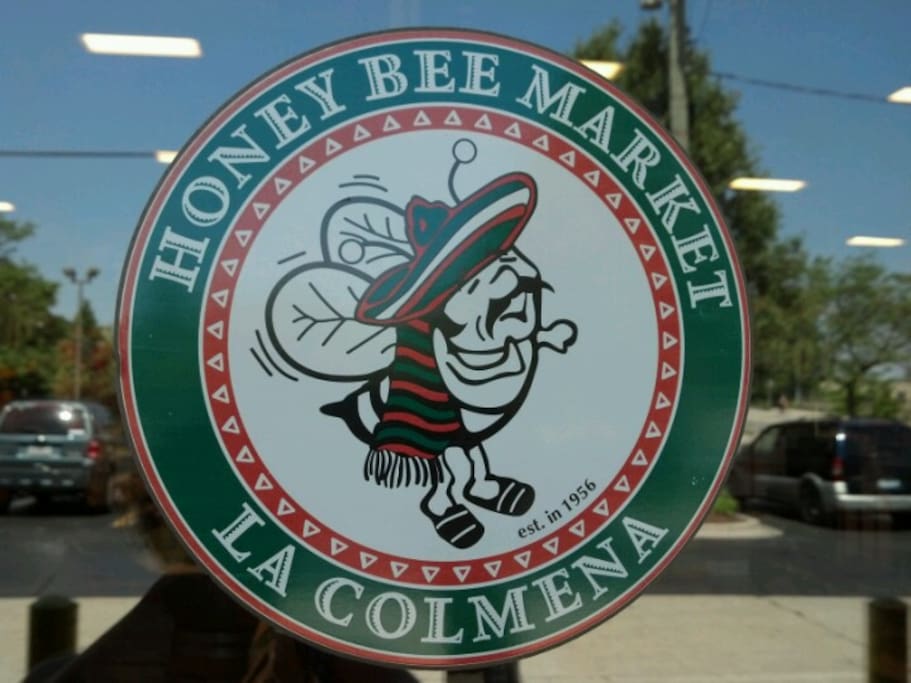 HONEY BEE MARKET
est. in 1956
LA COLMENA